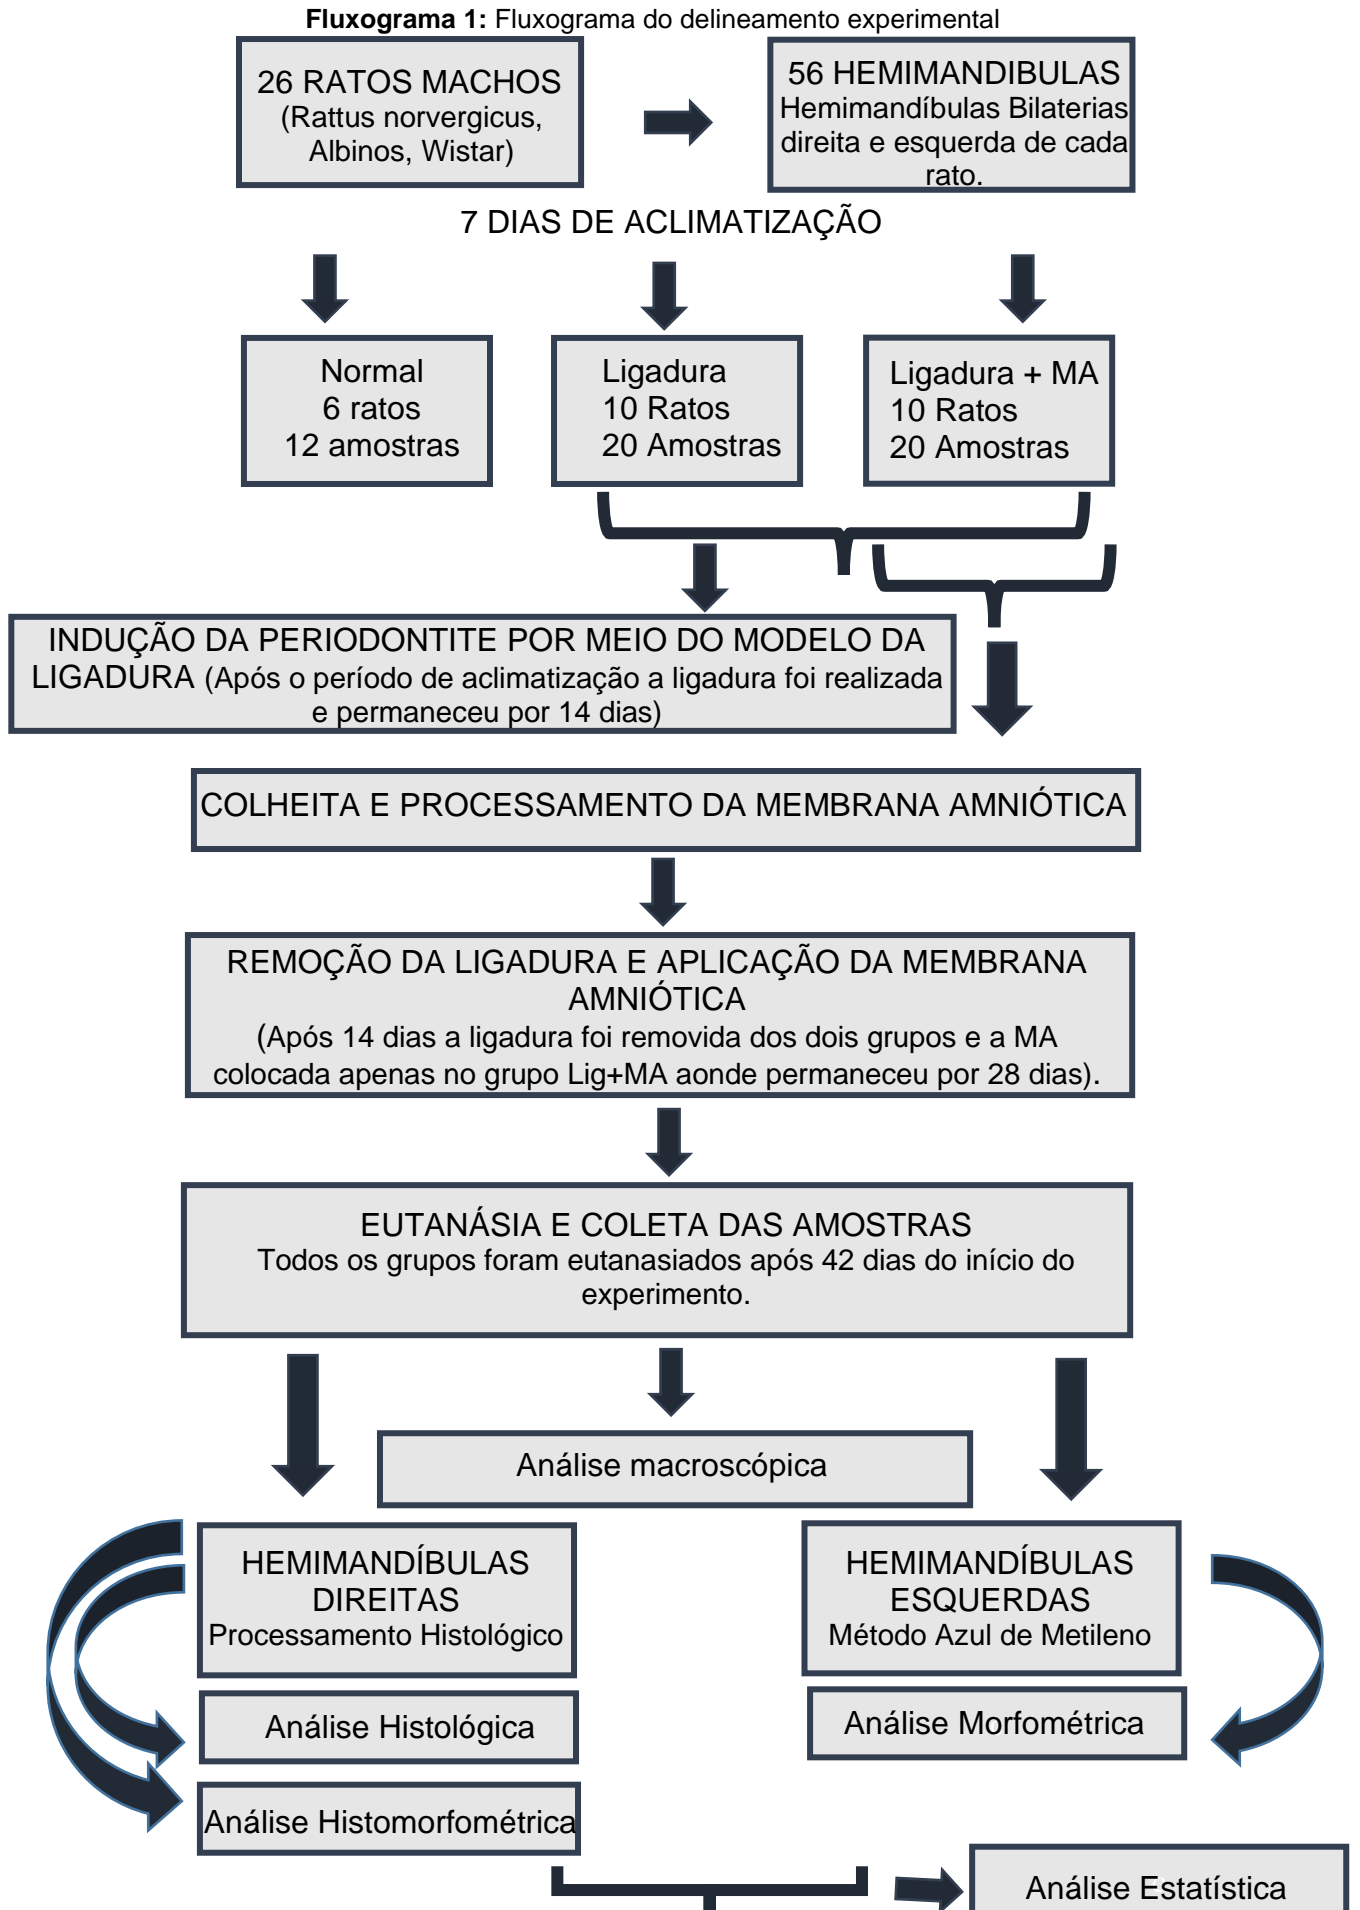 Fluxograma 1: Fluxograma do delineamento experimental
26 RATOS MACHOS
(Rattus norvergicus,
Albinos, Wistar)
56 HEMIMANDIBULAS
Hemimandíbulas Bilaterias
direita e esquerda de cada
rato.
7 DIAS DE ACLIMATIZAÇÃO
Normal
6 ratos
12 amostras
Ligadura
10 Ratos
20 Amostras
Ligadura + MA
10 Ratos
20 Amostras
INDUÇÃO DA PERIODONTITE POR MEIO DO MODELO DA
LIGADURA (Após o período de aclimatização a ligadura foi realizada
e permaneceu por 14 dias)
COLHEITA E PROCESSAMENTO DA MEMBRANA AMNIÓTICA
REMOÇÃO DA LIGADURA E APLICAÇÃO DA MEMBRANA
AMNIÓTICA
(Após 14 dias a ligadura foi removida dos dois grupos e a MA
colocada apenas no grupo Lig+MA aonde permaneceu por 28 dias).
EUTANÁSIA E COLETA DAS AMOSTRAS
Todos os grupos foram eutanasiados após 42 dias do início do
experimento.
Análise macroscópica
HEMIMANDÍBULAS
DIREITAS
Processamento Histológico
HEMIMANDÍBULAS
ESQUERDAS
Método Azul de Metileno
Análise Histológica
Análise Morfométrica
Análise Histomorfométrica
Análise Estatística